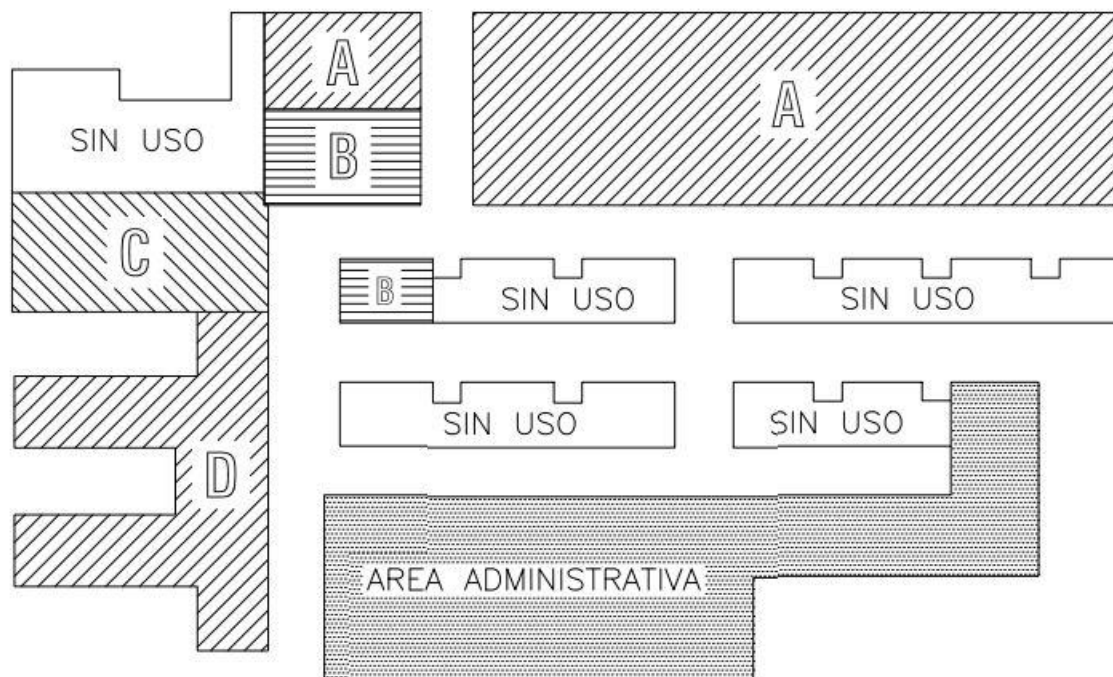 A
A
SIN USO
B
C
B
SIN USO
SIN USO
SIN USO
SIN USO
D
AREA ADMINISTRATIVA